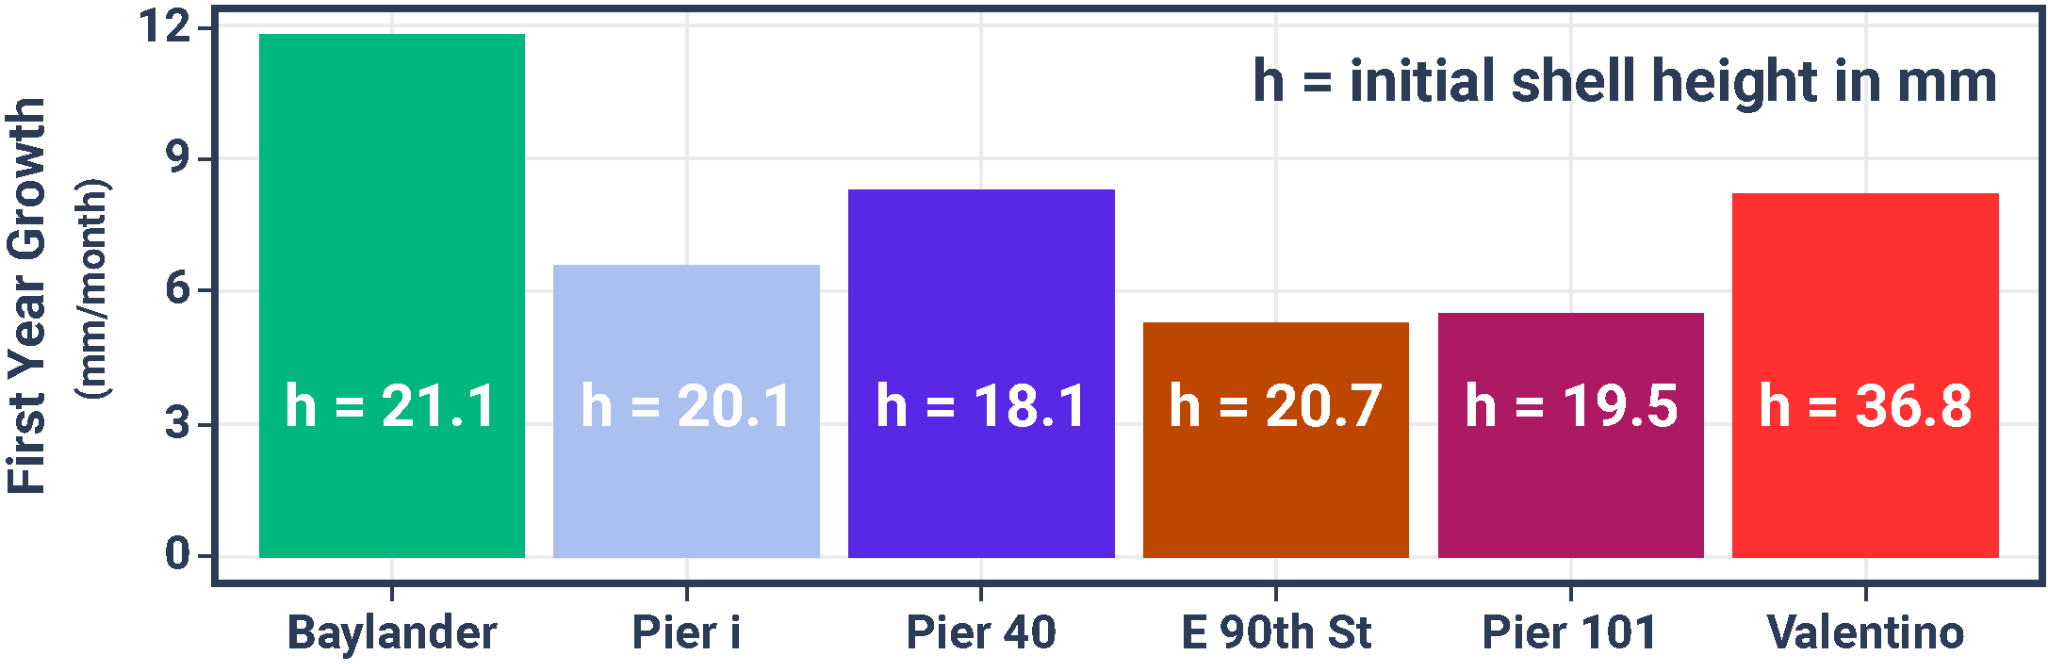 First Year Growth
(mm/month)
12
9
6
3
0
h = initial shell height in mm
h = 21.1
h = 20.1
h = 18.1
h = 20.7
h = 19.5
h = 36.8
Baylander
Pier i
Pier 40
E 90th St
Pier 101
Valentino